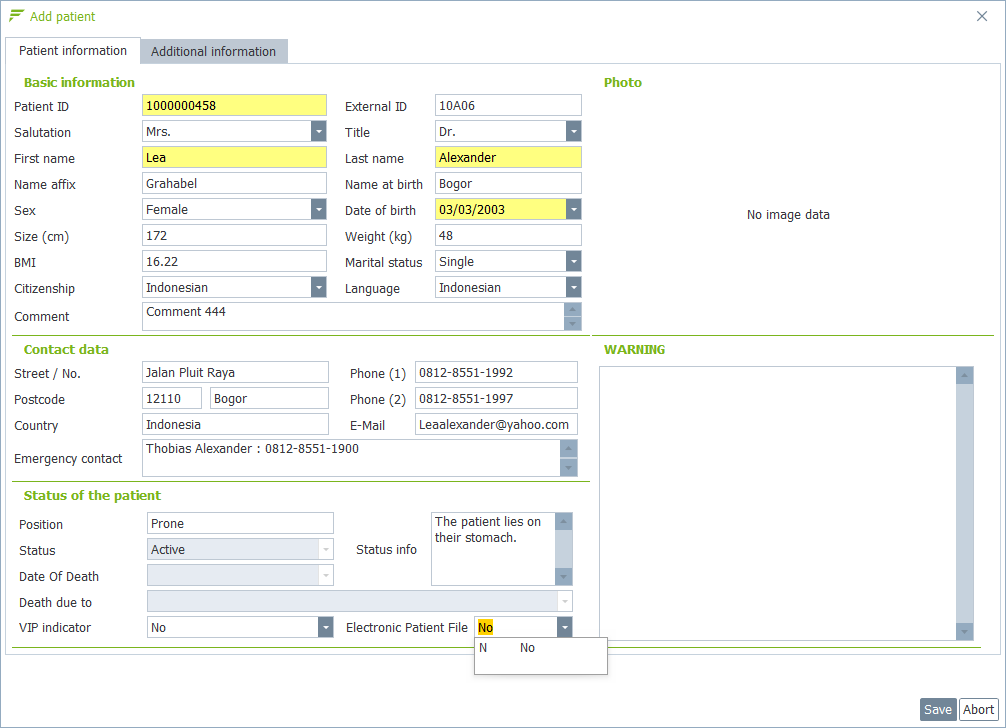 Add patient
Patient information Additional information
Basic information
Patient ID 1000000458 External ID 10A06
Salutation Mrs. Title Dr.
First name Lea Last name Alexander
Name affix Grahabel Name at birth Bogor
Sex Female Date of birth 03/03/2003
Size (cm) 172 Weight (kg) 48
BMI 16.22 Marital status Single
Citizenship Indonesian Language Indonesian
Comment Comment 444
Photo
No image data
Contact data
Street / No. Jalan Pluit Raya Phone (1) 0812-8551-1992
Postcode 12110 Bogor Phone (2) 0812-8551-1997
Country Indonesia E-Mail Leaalexander@yahoo.com
Emergency contact Thobias Alexander : 0812-8551-1900
WARNING
Status of the patient
Position Prone
Status Active Status info The patient lies on
their stomach.
Date Of Death
Death due to
VIP indicator No Electronic Patient File No
N No
Save Abort